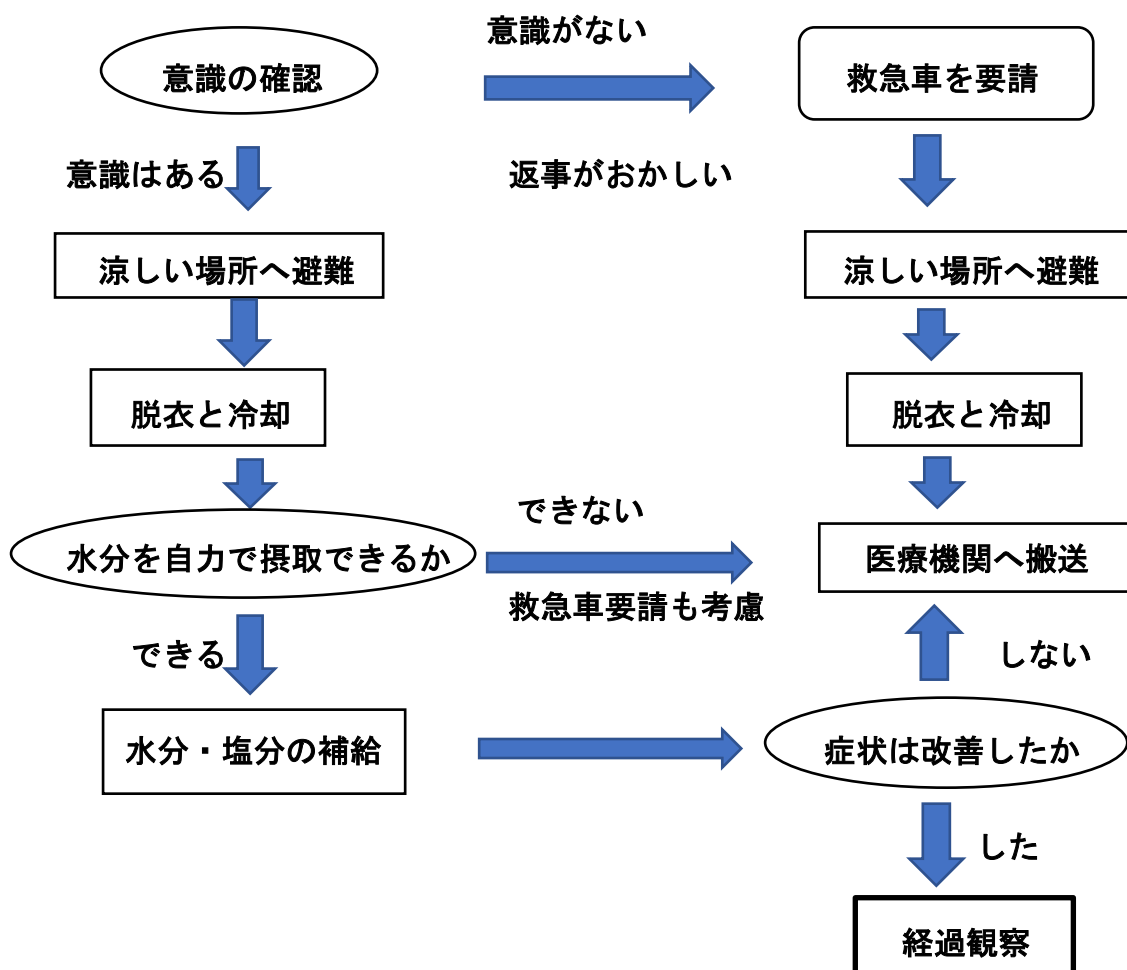 意識がない
意識の確認
救急車を要請
意識はある
返事がおかしい
涼しい場所へ避難
涼しい場所へ避難
脱衣と冷却
脱衣と冷却
できない
水分を自力で摂取できるか
医療機関へ搬送
救急車要請も考慮
できる
しない
水分・塩分の補給
症状は改善したか
した
経過観察